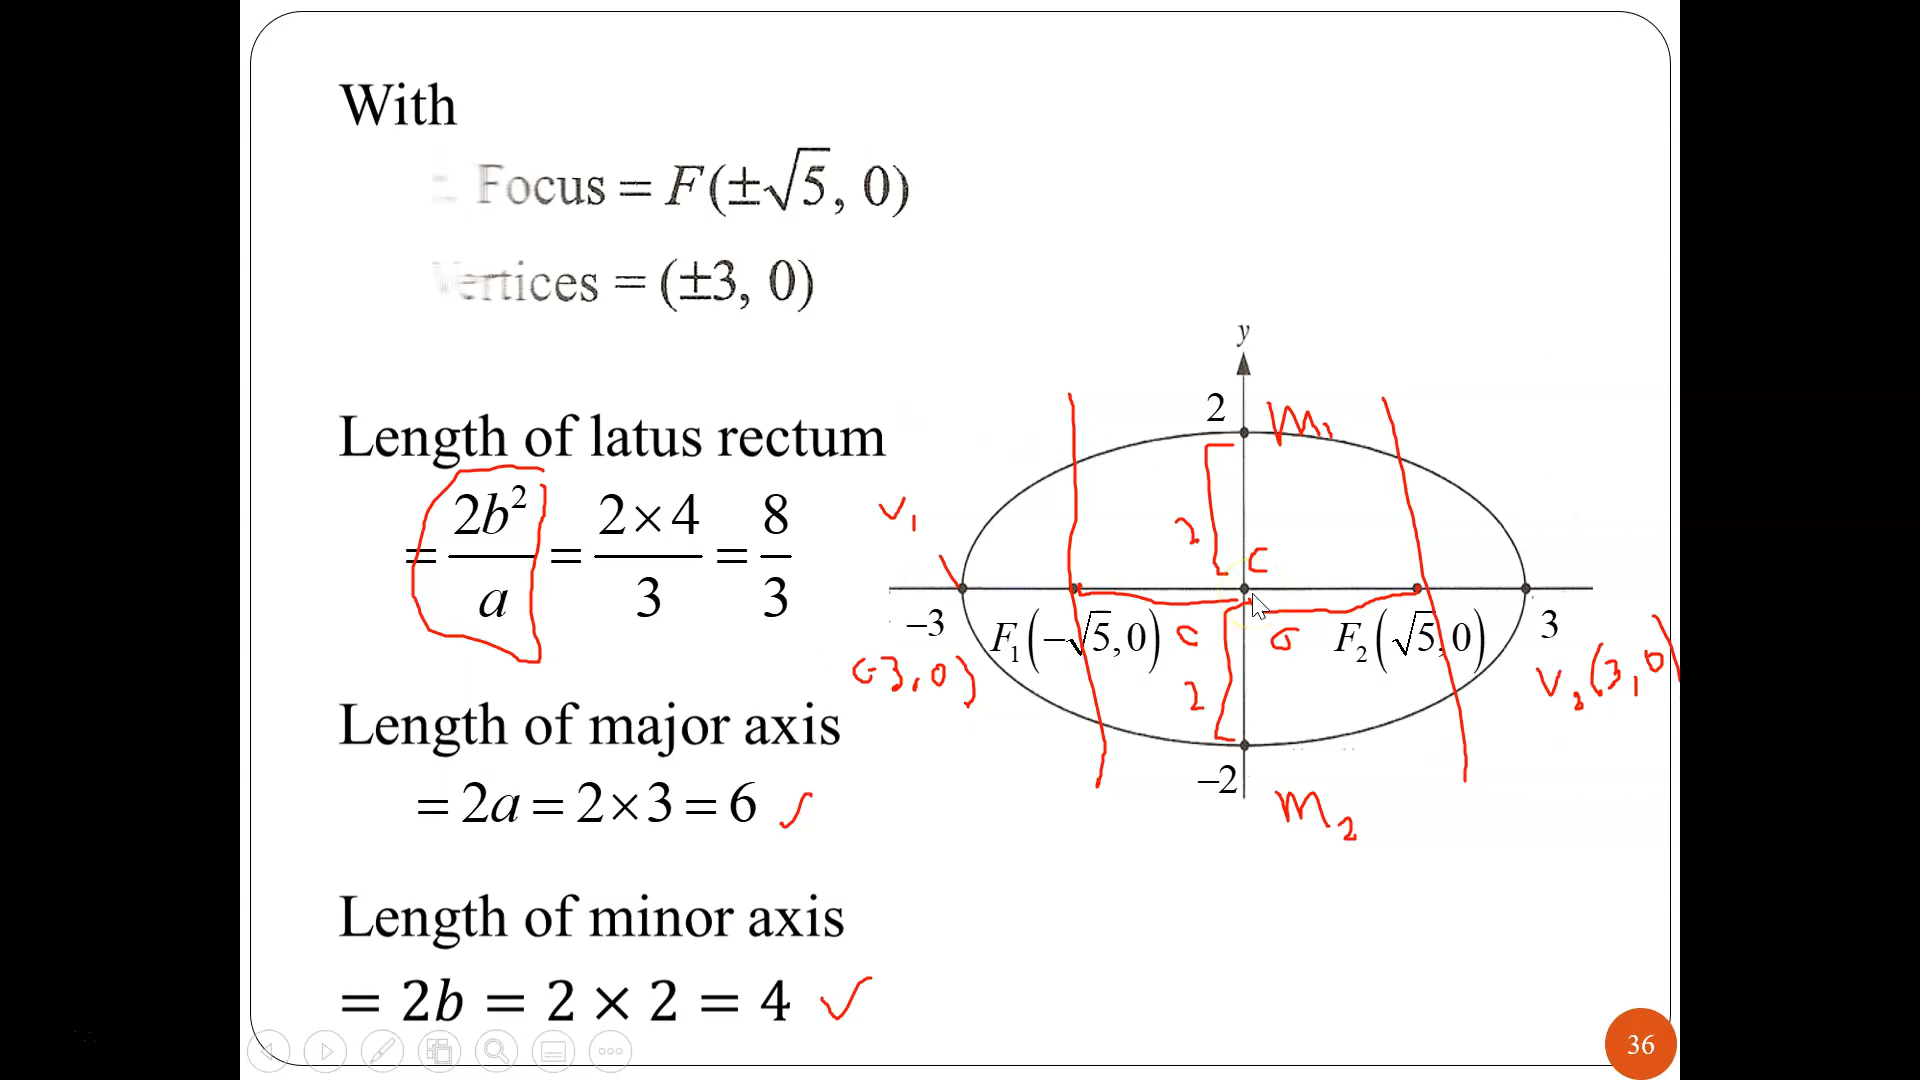 With
Focus = F(±√5, 0)
Vertices = (±3, 0)
Length of latus rectum
= 2b²/a = 2×4/3 = 8/3
Length of major axis
= 2a = 2×3 = 6
Length of minor axis
= 2b = 2 × 2 = 4
y
2 M₁
V₁
2 C
−3 F₁(−√5,0) C F₂(√5,0) 3
(-3,0) 2 V₂(3,0)
−2
M₂
36